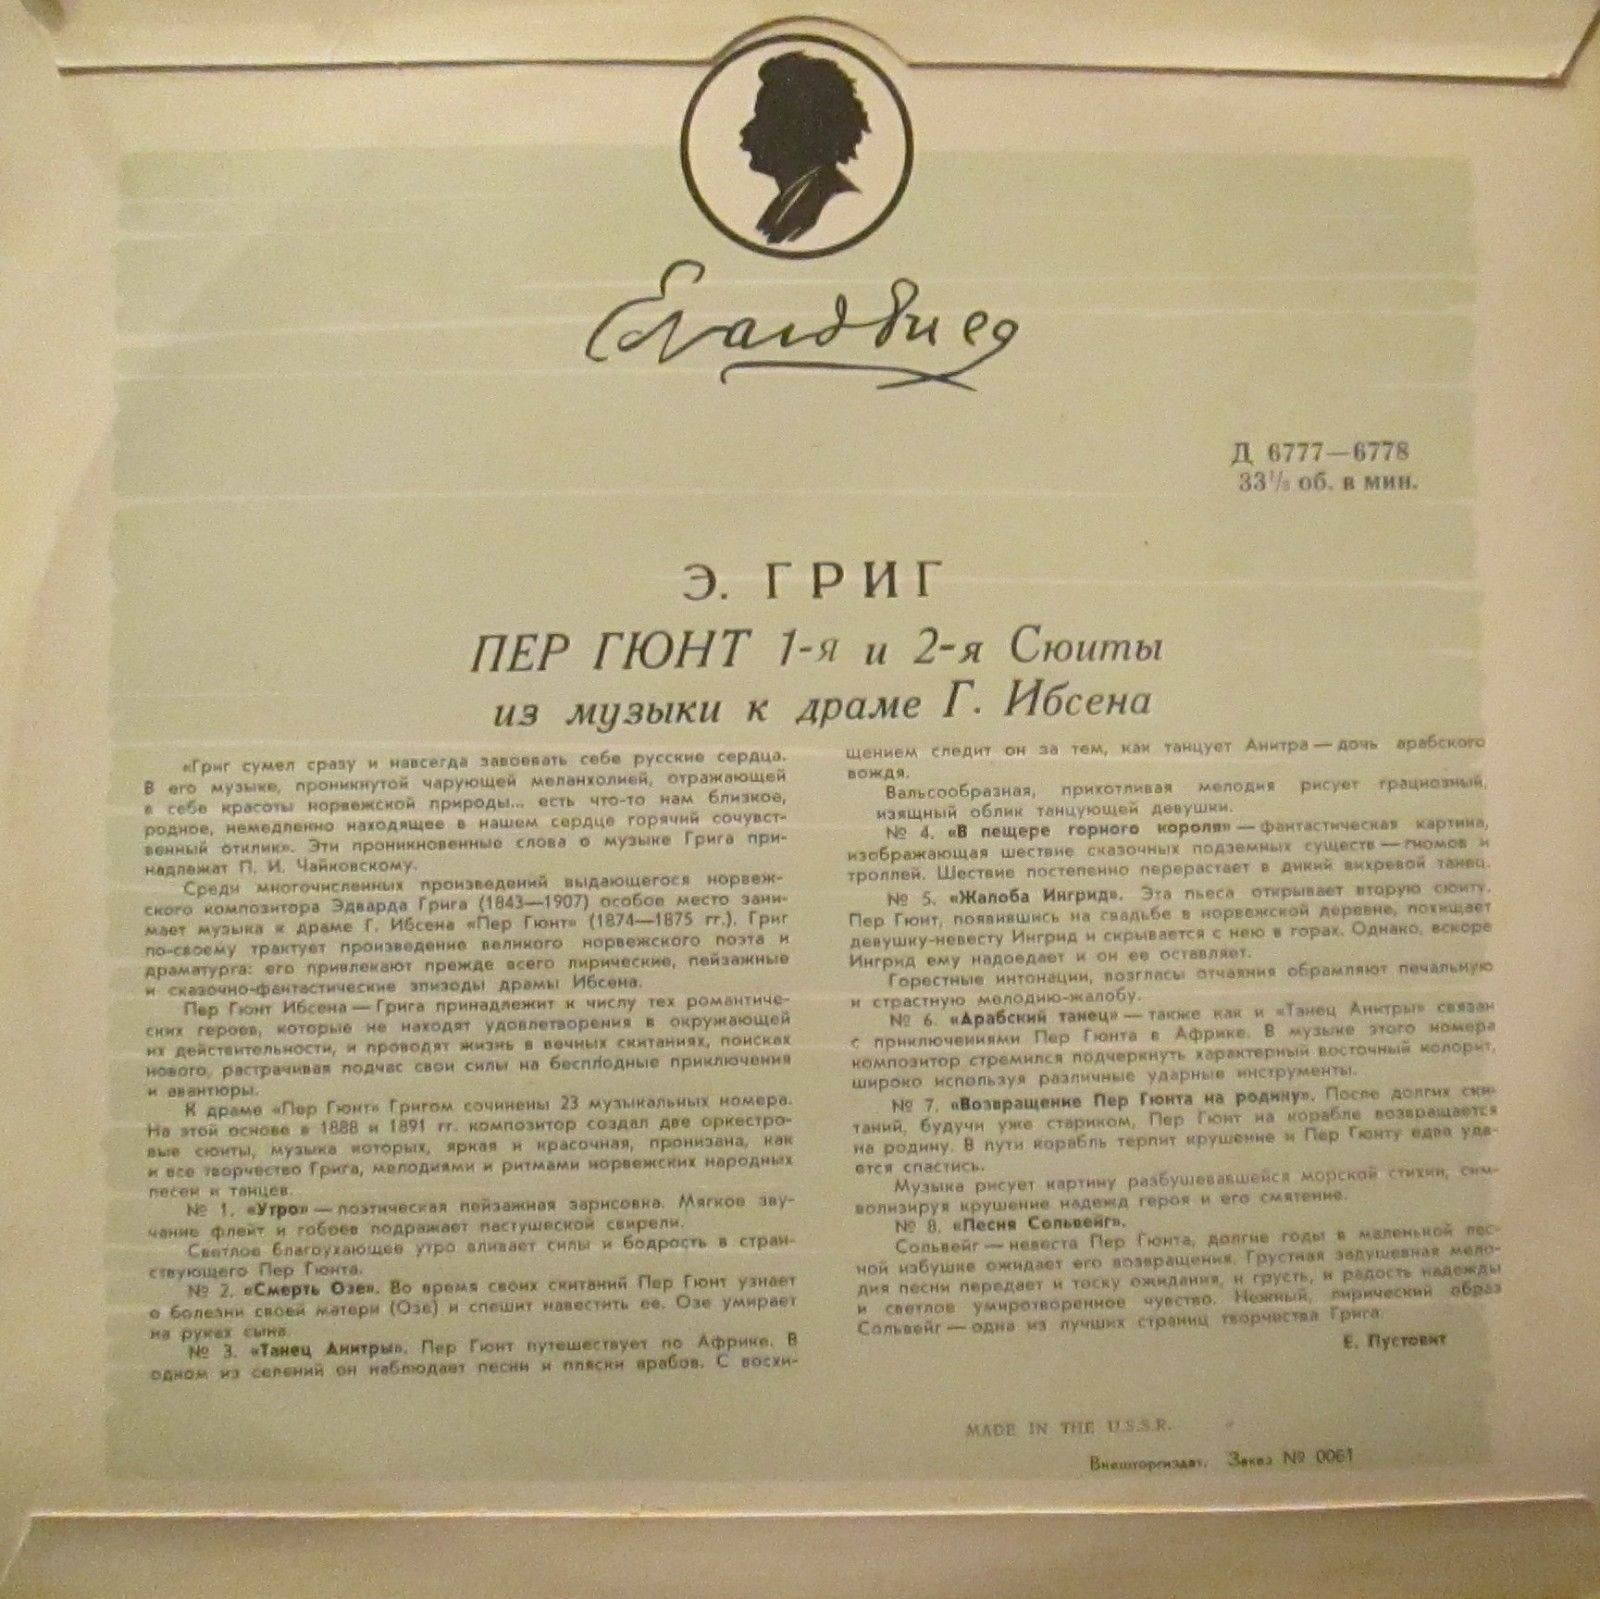 Д 6777—6778
33⅓ об. в мин.
Э. ГРИГ
ПЕР ГЮНТ 1-я и 2-я Сюиты
из музыки к драме Г. Ибсена
«Григ сумел сразу и навсегда завоевать себе русские сердца.
В его музыке, проникнутой чарующей меланхолией, отражающей
в себе красоты норвежской природы... есть что-то нам близкое,
родное, немедленно находящее в нашем сердце горячий сочувст-
венный отклик». Эти проникновенные слова о музыке Грига при-
надлежат П. И. Чайковскому.
Среди многочисленных произведений выдающегося норвеж-
ского композитора Эдварда Грига (1843—1907) особое место зани-
мает музыка к драме Г. Ибсена «Пер Гюнт» (1874—1875 гг.). Григ
по-своему трактует произведение великого норвежского поэта и
драматурга: его привлекают прежде всего лирические, пейзажные
и сказочно-фантастические эпизоды драмы Ибсена.
Пер Гюнт Ибсена — Грига принадлежит к числу тех романтиче-
ских героев, которые не находят удовлетворения в окружающей
их действительности, и проводят жизнь в вечных скитаниях, поисках
нового, растрачивая подчас свои силы на бесплодные приключения
и авантюры.
К драме «Пер Гюнт» Григом сочинены 23 музыкальных номера.
На этой основе в 1888 и 1891 гг. композитор создал две оркестро-
вые сюиты, музыка которых, яркая и красочная, пронизана, как
и все творчество Грига, мелодиями и ритмами норвежских народных
песен и танцев.
№ 1. «Утро» — поэтическая пейзажная зарисовка. Мягкое зву-
чание флейт и гобоев подражает пастушеской свирели.
Светлое благоухающее утро вливает силы и бодрость в стран-
ствующего Пер Гюнта.
№ 2. «Смерть Озе». Во время своих скитаний Пер Гюнт узнает
о болезни своей матери (Озе) и спешит навестить ее. Озе умирает
на руках сына.
№ 3. «Танец Анитры». Пер Гюнт путешествует по Африке. В
одном из селений он наблюдает песни и пляски арабов. С восхи-
щением следит он за тем, как танцует Анитра — дочь арабского
вождя.
Вальсообразная, прихотливая мелодия рисует грациозный,
изящный облик танцующей девушки.
№ 4. «В пещере горного короля» — фантастическая картина,
изображающая шествие сказочных подземных существ — гномов и
троллей. Шествие постепенно перерастает в дикий вихревой танец.
№ 5. «Жалоба Ингрид». Эта пьеса открывает вторую сюиту.
Пер Гюнт, появившись на свадьбе в норвежской деревне, похищает
девушку-невесту Ингрид и скрывается с нею в горах. Однако, вскоре
Ингрид ему надоедает и он ее оставляет.
Горестные интонации, возгласы отчаяния обрамляют печальную
и страстную мелодию-жалобу.
№ 6. «Арабский танец» — также как и «Танец Анитры» связан
с приключениями Пер Гюнта в Африке. В музыке этого номера
композитор стремился подчеркнуть характерный восточный колорит,
широко используя различные ударные инструменты.
№ 7. «Возвращение Пер Гюнта на родину». После долгих ски-
таний, будучи уже стариком, Пер Гюнт на корабле возвращается
на родину. В пути корабль терпит крушение и Пер Гюнту едва уда-
ется спастись.
Музыка рисует картину разбушевавшейся морской стихии, сим-
волизируя крушение надежд героя и его смятение.
№ 8. «Песня Сольвейг».
Сольвейг — невеста Пер Гюнта, долгие годы в маленькой лес-
ной избушке ожидает его возвращения. Грустная задушевная мело-
дия песни передает и тоску ожидания, и грусть, и радость надежды
и светлое умиротворенное чувство. Нежный, лирический образ
Сольвейг — одна из лучших страниц творчества Грига.
Е. Пустовит
MADE IN THE U.S.S.R.
Внешторгиздат. Заказ № 0061